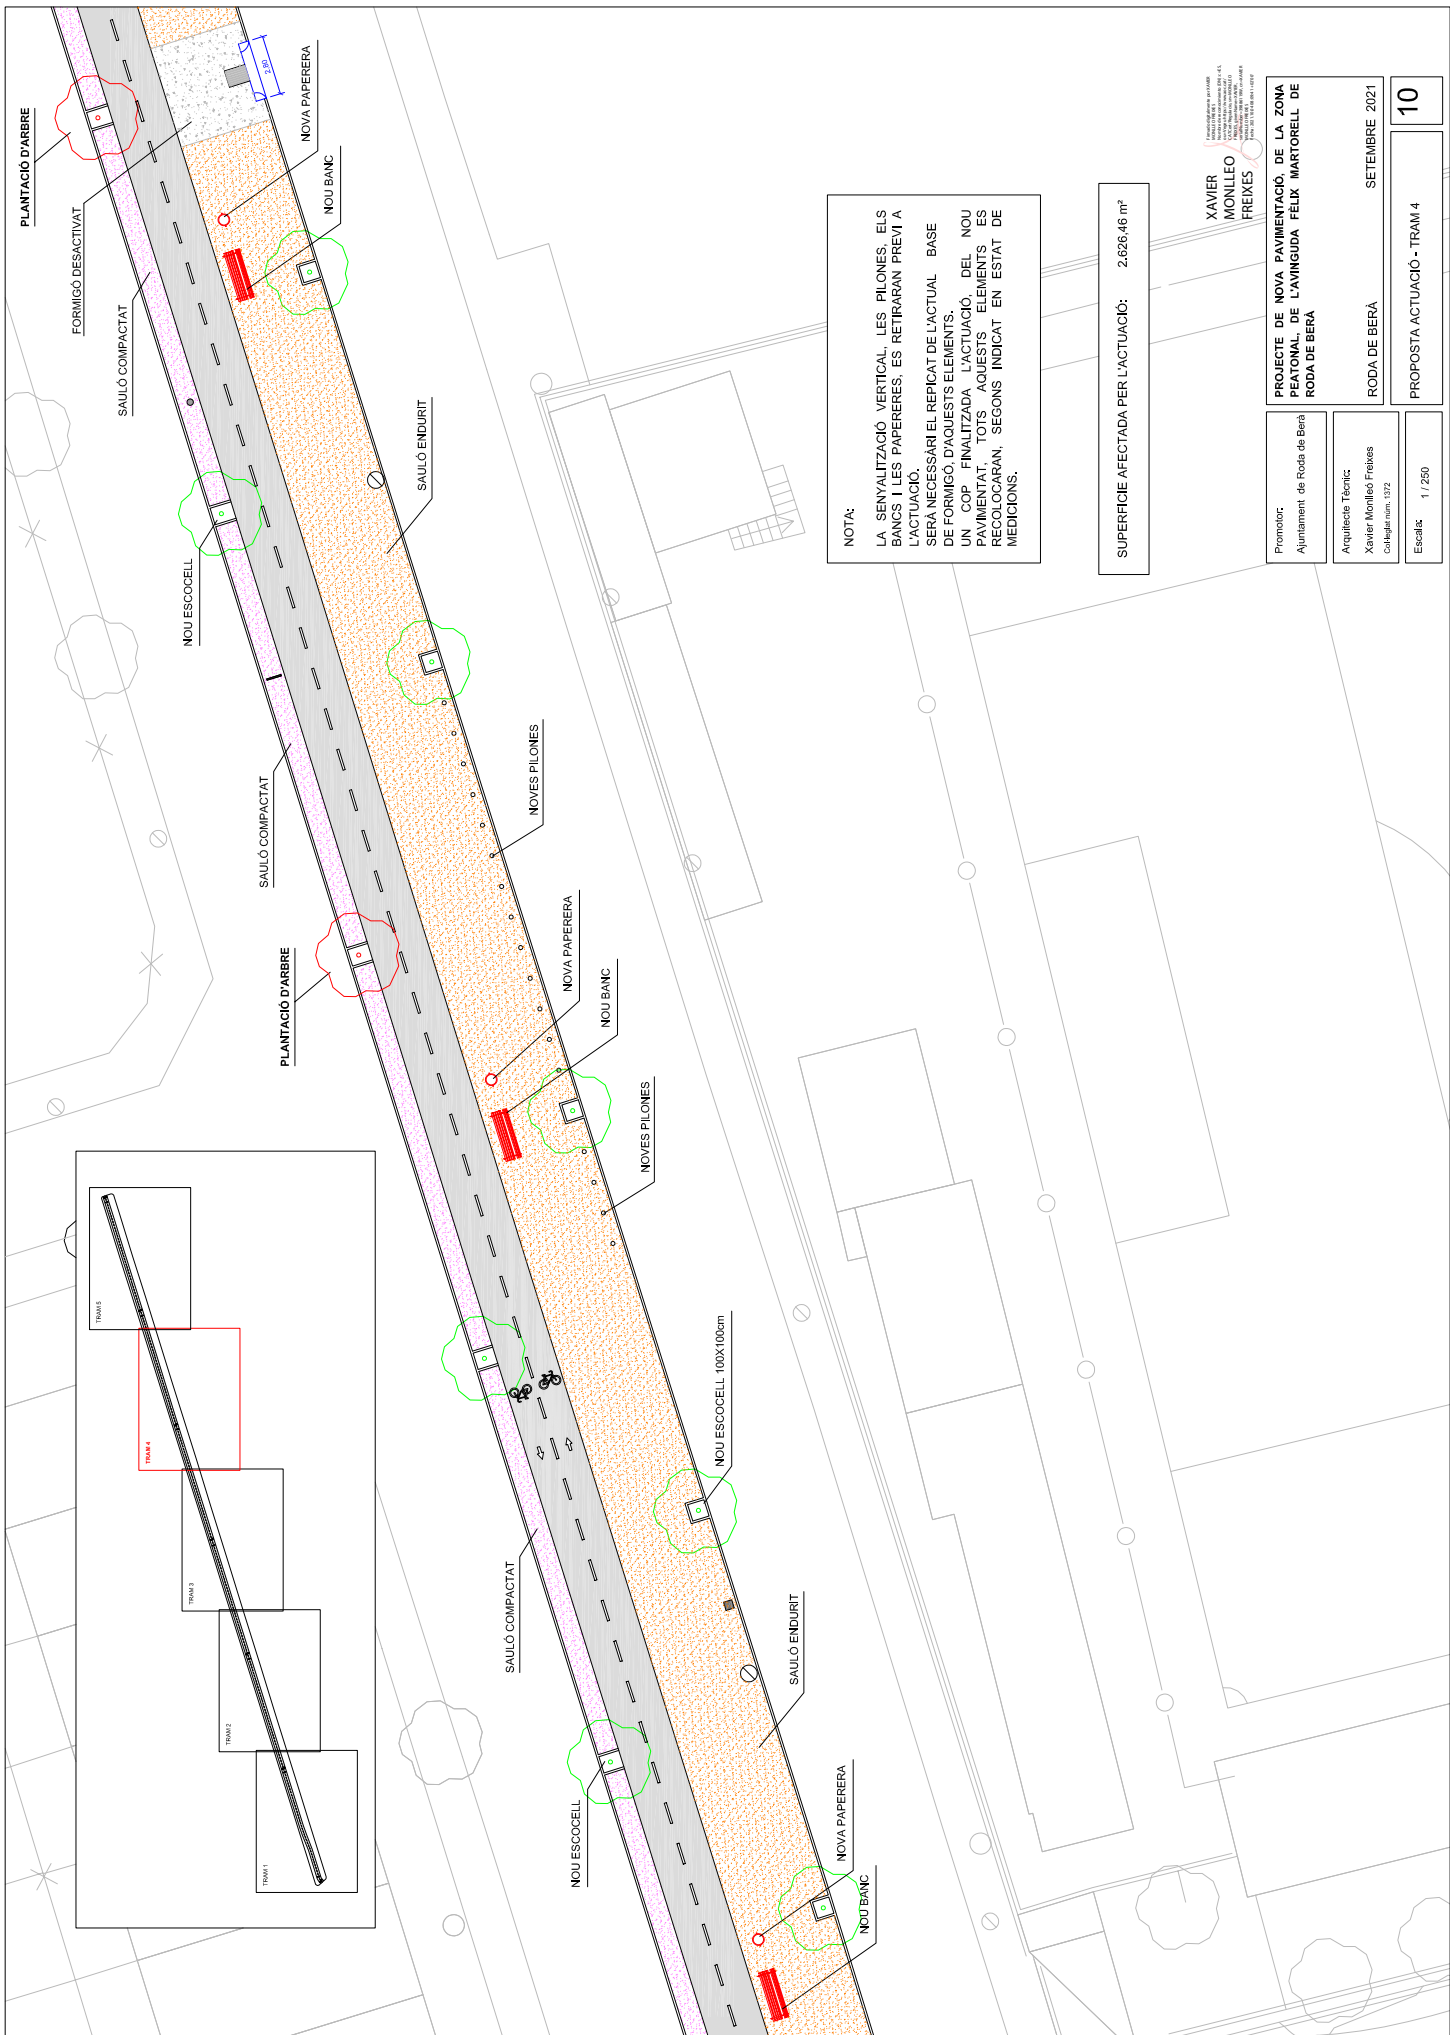 PLANTACIÓ D'ARBRE
FORMIGÓ DESACTIVAT
SAULÓ COMPACTAT
2,80
NOVA PAPERERA
NOU BANC
SAULÓ ENDURIT
NOU ESCOCELL
SAULÓ COMPACTAT
NOVES PILONES
PLANTACIÓ D'ARBRE
NOVA PAPERERA
NOU BANC
NOVES PILONES
NOU ESCOCELL 100X100cm
SAULÓ COMPACTAT
SAULÓ ENDURIT
NOU ESCOCELL
NOVA PAPERERA
NOU BANC
TRAM 5
TRAM 4
TRAM 3
TRAM 2
TRAM 1
NOTA:
LA SENYALITZACIÓ VERTICAL, LES PILONES, ELS
BANCS I LES PAPERERES, ES RETIRARAN PREVI A
L'ACTUACIÓ.
SERÀ NECESSÀRI EL REPICAT DE L'ACTUAL BASE
DE FORMIGÓ, D'AQUESTS ELEMENTS.
UN COP FINALITZADA L'ACTUACIÓ, DEL NOU
PAVIMENTAT, TOTS AQUESTS ELEMENTS ES
RECOLOCARAN, SEGONS INDICAT EN ESTAT DE
MEDICIONS.
SUPERFICIE AFECTADA PER L'ACTUACIÓ: 2.626,46 m²
XAVIER
MONLLEO
FREIXES
Promotor:
Ajuntament de Roda de Berà
PROJECTE DE NOVA PAVIMENTACIÓ, DE LA ZONA
PEATONAL, DE L'AVINGUDA FÈLIX MARTORELL DE
RODA DE BERÀ
RODA DE BERÀ SETEMBRE 2021
Arquitecte Tècnic:
Xavier Monlleó Freixes
Col·legiat núm. 1372
Escala: 1 / 250
PROPOSTA ACTUACIÓ - TRAM 4
10